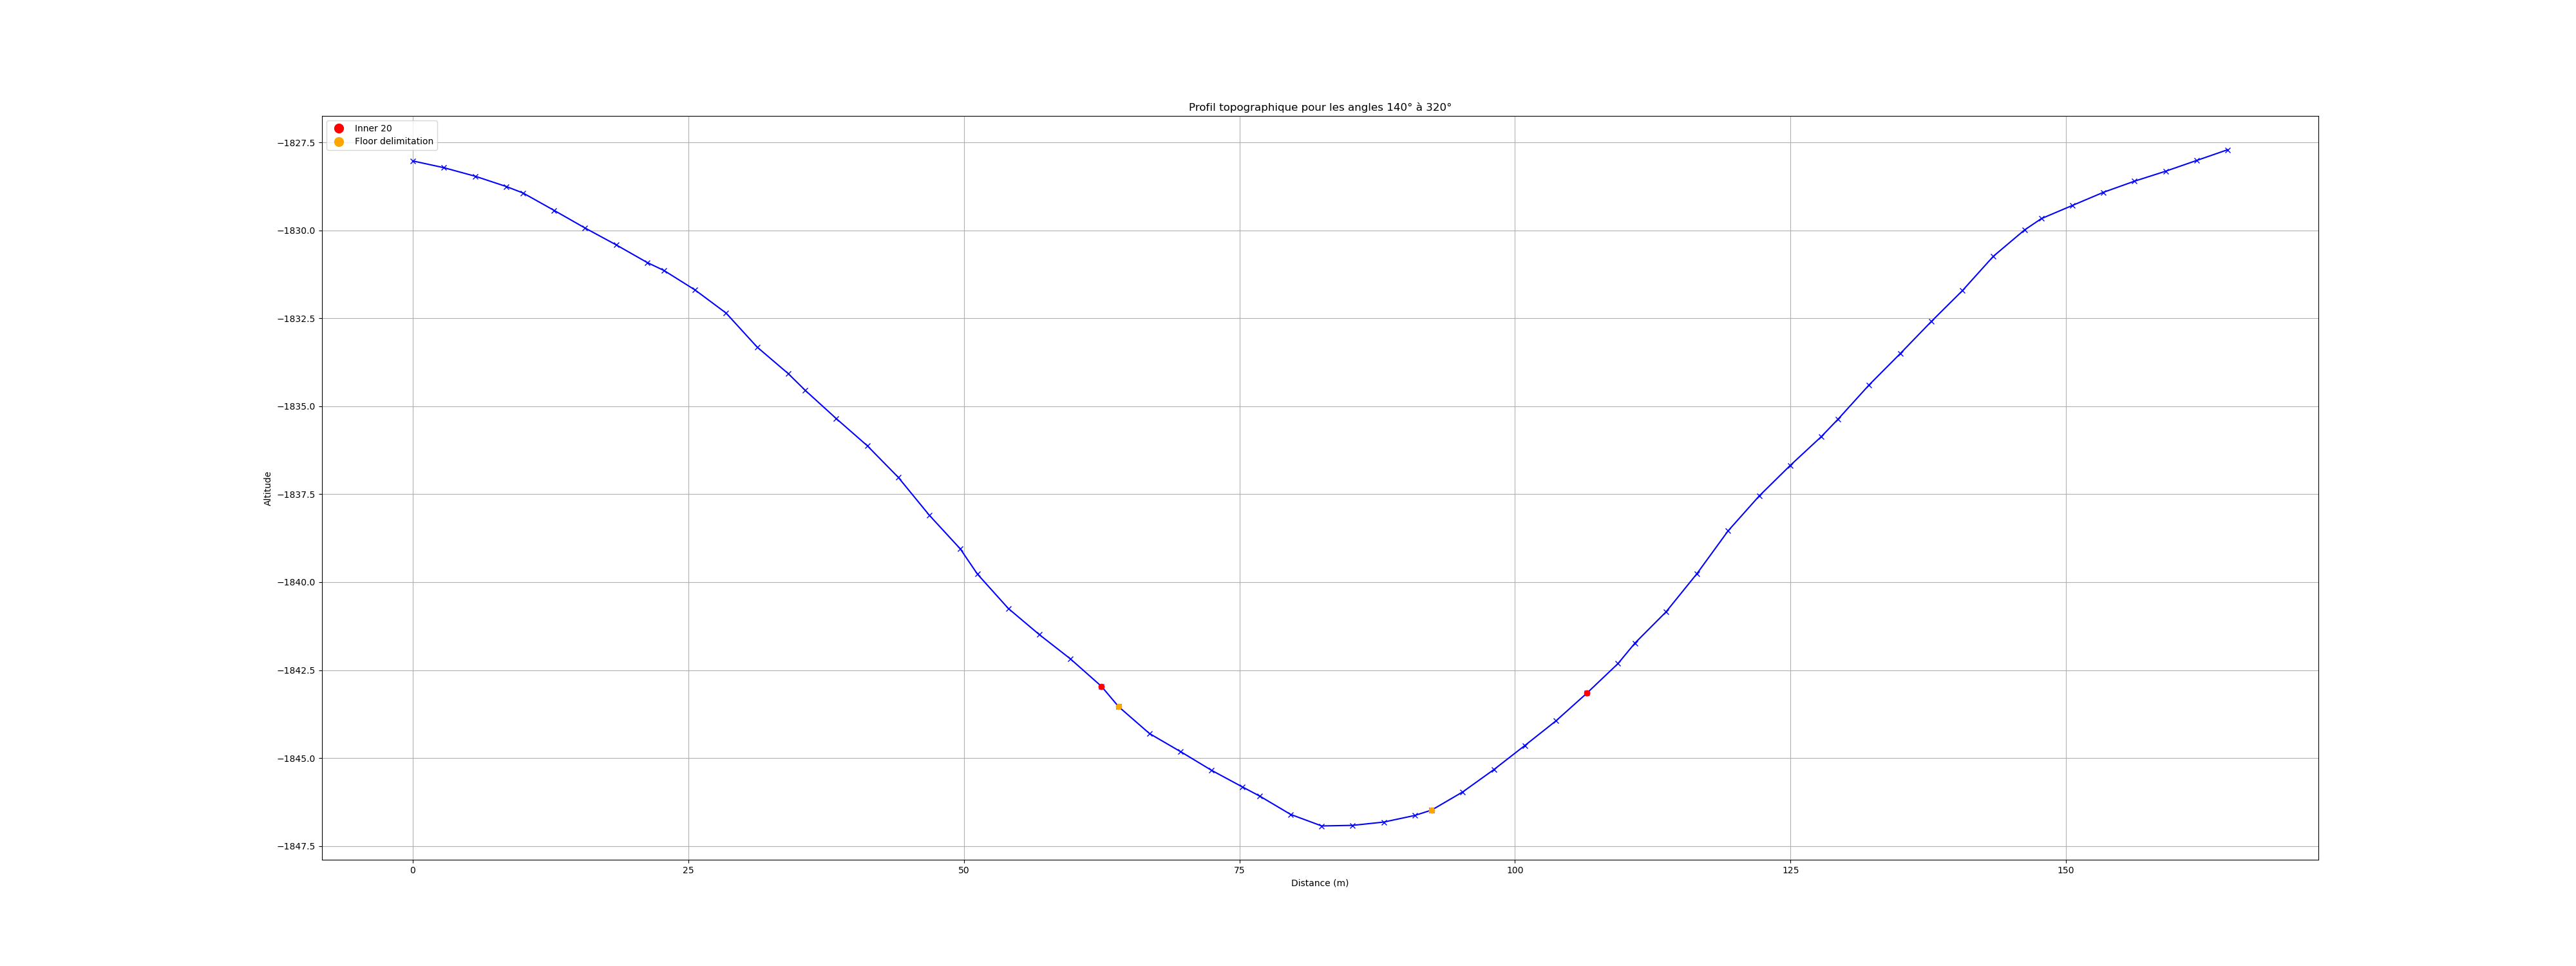 Profil topographique pour les angles 140° à 320°
Inner 20
Floor delimitation
−1827.5
−1830.0
−1832.5
−1835.0
−1837.5
−1840.0
−1842.5
−1845.0
−1847.5
Altitude
0 25 50 75 100 125 150
Distance (m)